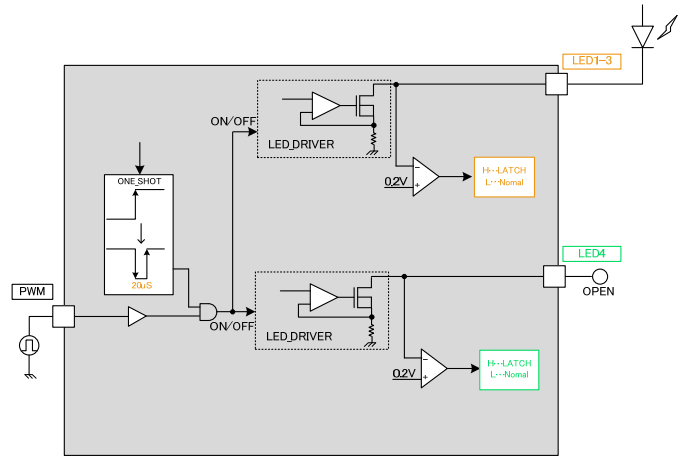 LED1-3
ON/OFF
LED_DRIVER
0.2V
H···LATCH
L···Nomal
ONE_SHOT
20uS
LED4
OPEN
PWM
ON/OFF
LED_DRIVER
0.2V
H···LATCH
L···Nomal